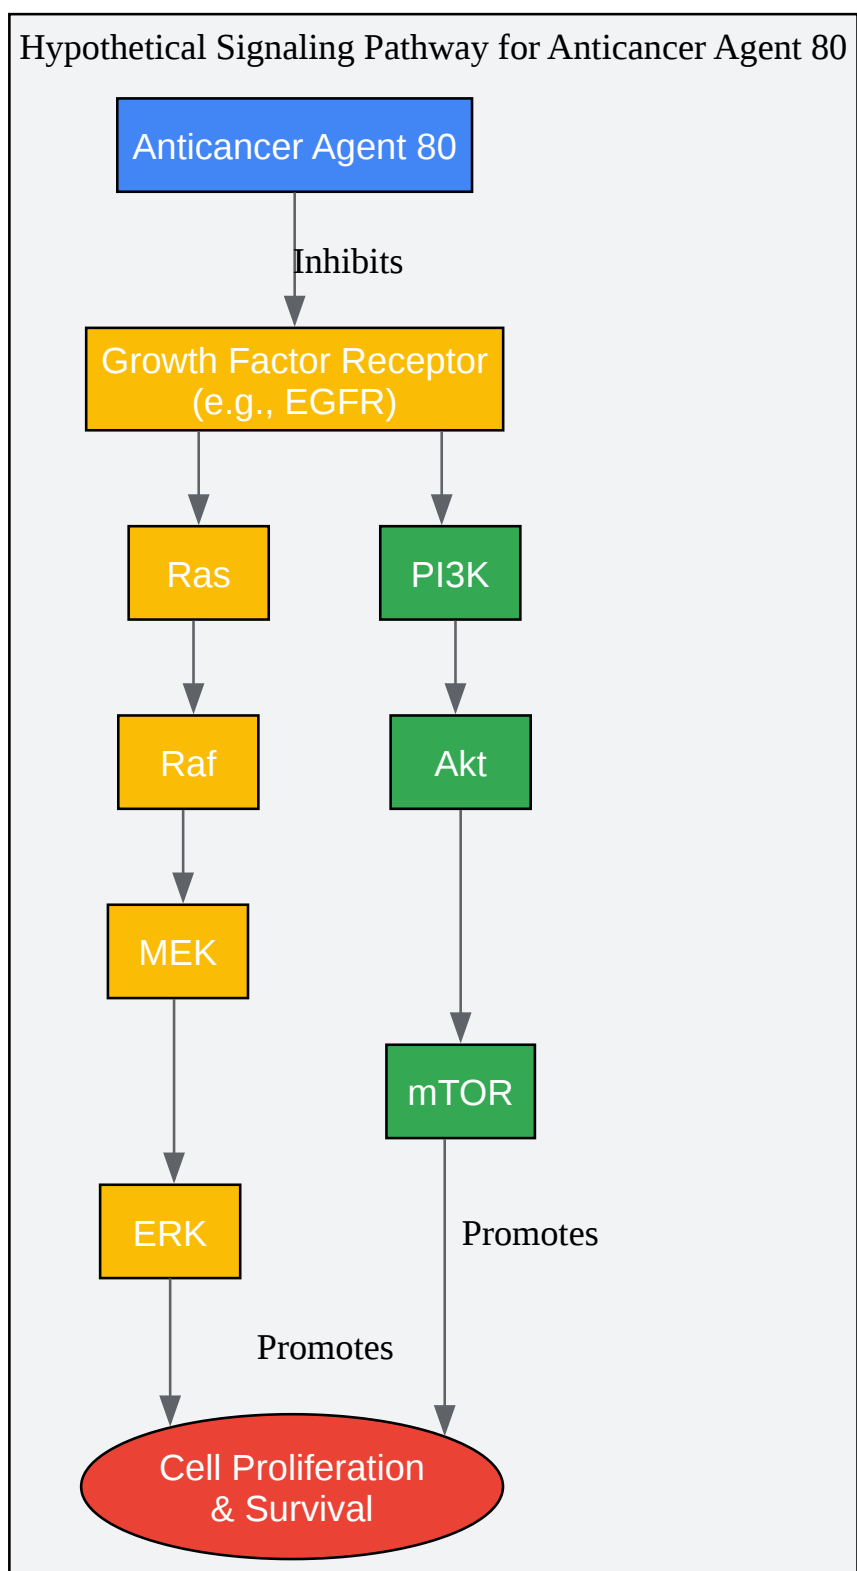 Hypothetical Signaling Pathway for Anticancer Agent 80
Anticancer Agent 80
Inhibits
Growth Factor Receptor
(e.g., EGFR)
Ras
PI3K
Raf
Akt
MEK
mTOR
ERK
Promotes
Promotes
Cell Proliferation
& Survival